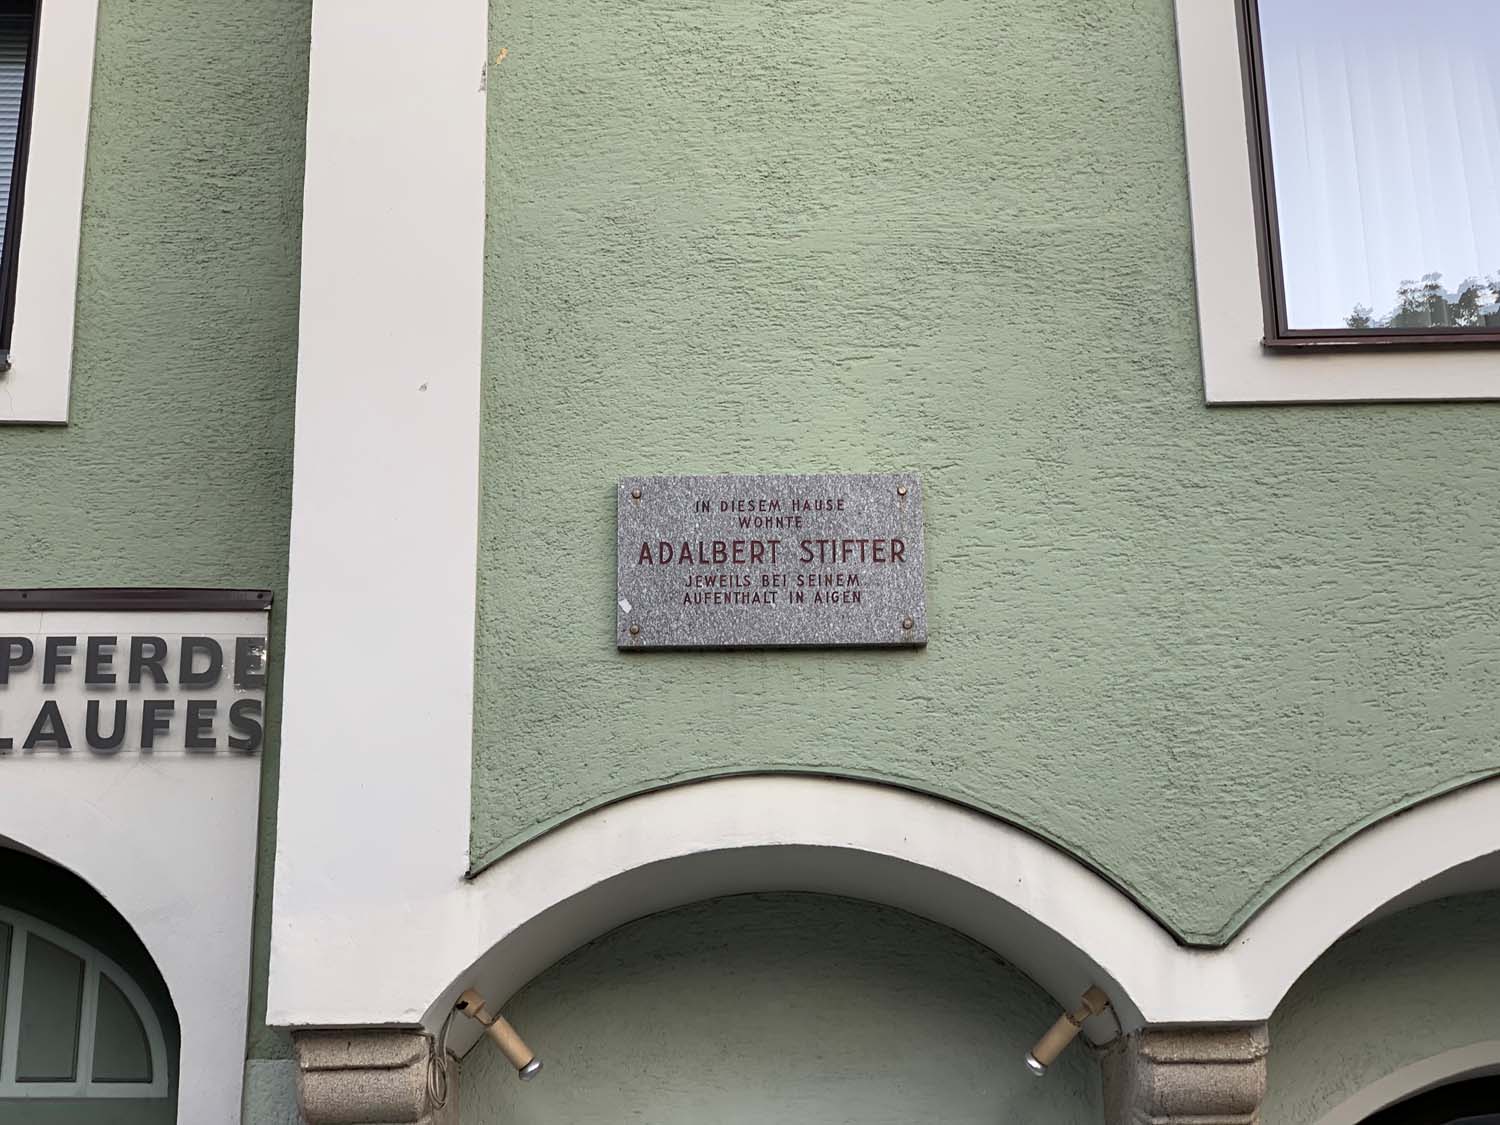 IN DIESEM HAUSE
WOHNTE
ADALBERT STIFTER
JEWEILS BEI SEINEM
AUFENTHALT IN AIGEN
PFERDE
LAUFES